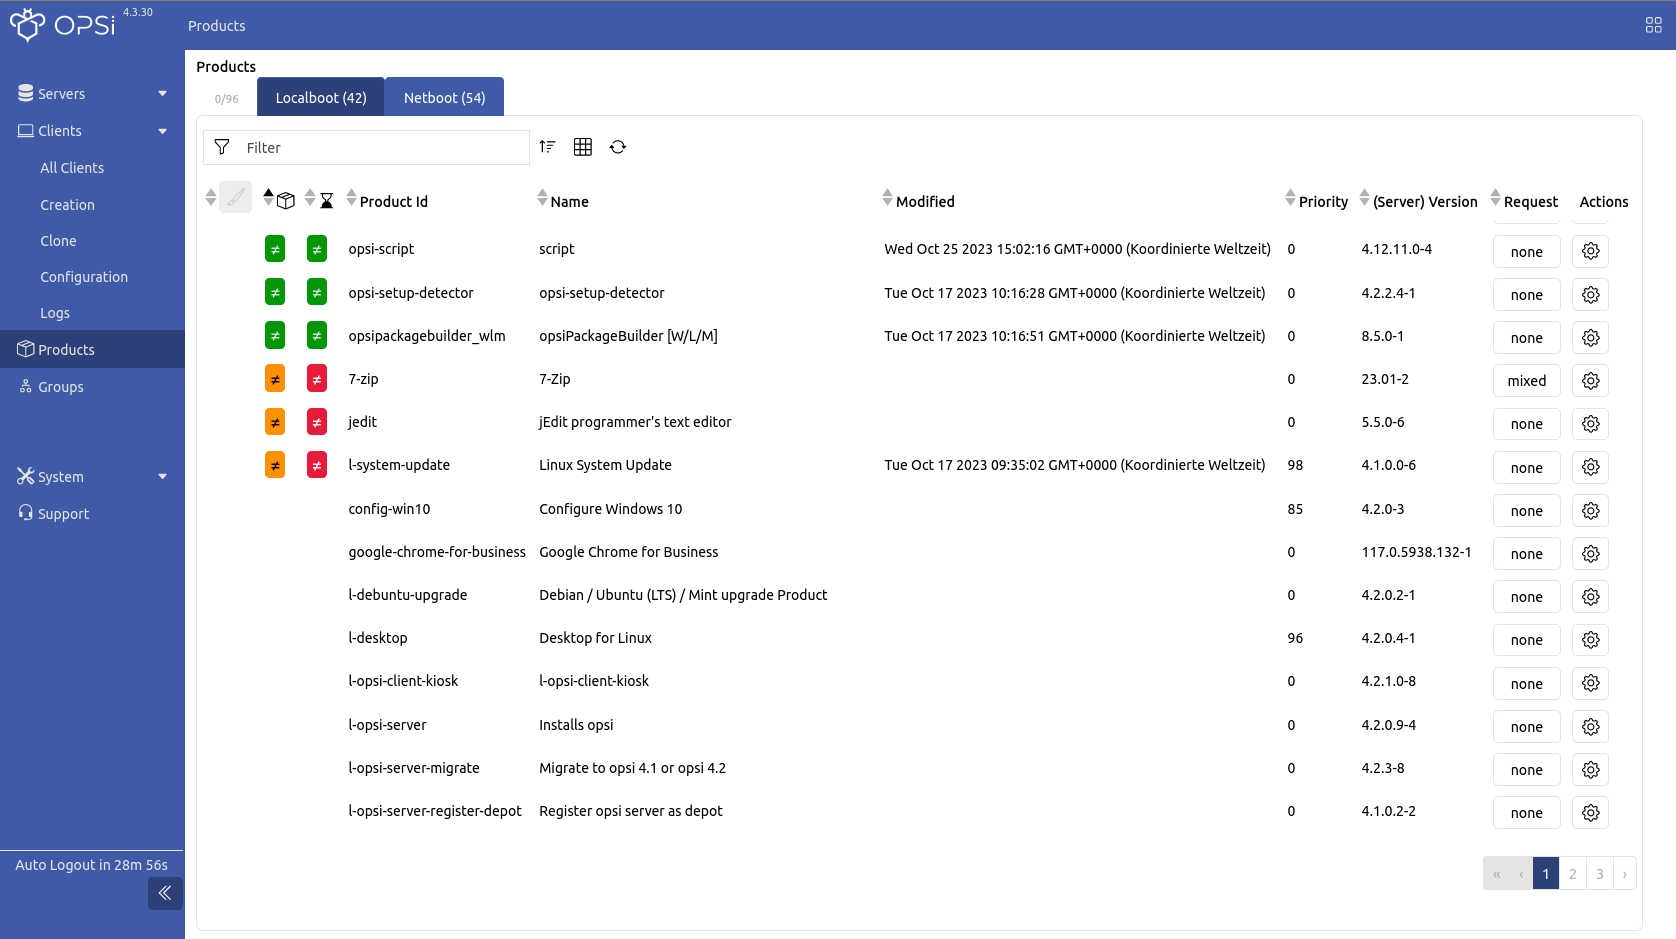 OPSi 4.3.30
Products
Servers
Clients
All Clients
Creation
Clone
Configuration
Logs
Products
Groups
System
Support
Auto Logout in 28m 56s
Products
0/96 Localboot (42) Netboot (54)
Filter
Product Id Name Modified Priority (Server) Version Request Actions
≠ ≠ opsi-script script Wed Oct 25 2023 15:02:16 GMT+0000 (Koordinierte Weltzeit) 0 4.12.11.0-4 none
≠ ≠ opsi-setup-detector opsi-setup-detector Tue Oct 17 2023 10:16:28 GMT+0000 (Koordinierte Weltzeit) 0 4.2.2.4-1 none
≠ ≠ opsipackagebuilder_wlm opsiPackageBuilder [W/L/M] Tue Oct 17 2023 10:16:51 GMT+0000 (Koordinierte Weltzeit) 0 8.5.0-1 none
≠ ≠ 7-zip 7-Zip 0 23.01-2 mixed
≠ ≠ jedit jEdit programmer's text editor 0 5.5.0-6 none
≠ ≠ l-system-update Linux System Update Tue Oct 17 2023 09:35:02 GMT+0000 (Koordinierte Weltzeit) 98 4.1.0.0-6 none
config-win10 Configure Windows 10 85 4.2.0-3 none
google-chrome-for-business Google Chrome for Business 0 117.0.5938.132-1 none
l-debuntu-upgrade Debian / Ubuntu (LTS) / Mint upgrade Product 0 4.2.0.2-1 none
l-desktop Desktop for Linux 96 4.2.0.4-1 none
l-opsi-client-kiosk l-opsi-client-kiosk 0 4.2.1.0-8 none
l-opsi-server Installs opsi 0 4.2.0.9-4 none
l-opsi-server-migrate Migrate to opsi 4.1 or opsi 4.2 0 4.2.3-8 none
l-opsi-server-register-depot Register opsi server as depot 0 4.1.0.2-2 none
« ‹ 1 2 3 ›